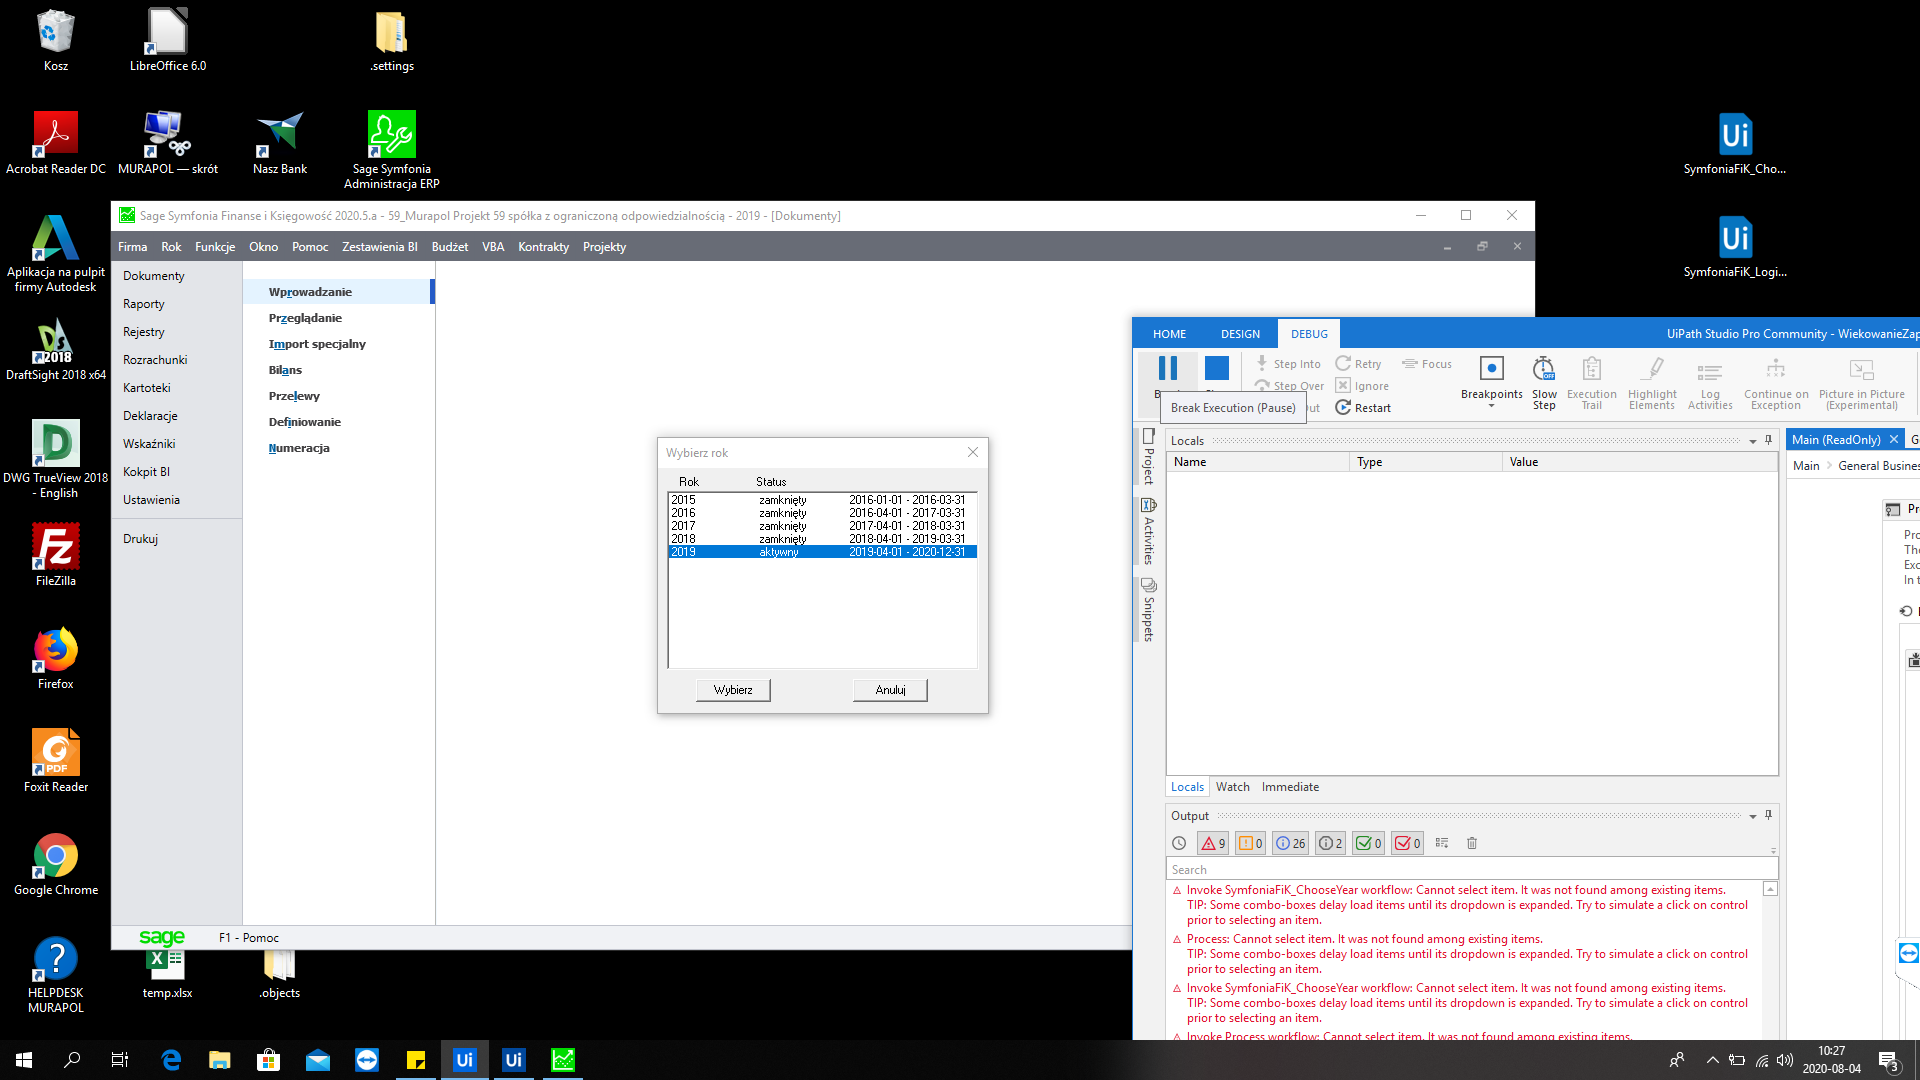 Kosz
LibreOffice 6.0
.settings
Acrobat Reader DC
MURAPOL — skrót
Nasz Bank
Sage Symfonia
Administracja ERP
SymfoniaFiK_Cho...
SymfoniaFiK_Logi...
Aplikacja na pulpit
firmy Autodesk
2018
DraftSight 2018 x64
DWG TrueView 2018
- English
FileZilla
Firefox
PDF
Foxit Reader
Google Chrome
HELPDESK
MURAPOL
temp.xlsx
.objects
Sage Symfonia Finanse i Księgowość 2020.5.a - 59_Murapol Projekt 59 spółka z ograniczoną odpowiedzialnością - 2019 - [Dokumenty]
Firma Rok Funkcje Okno Pomoc Zestawienia BI Budżet VBA Kontrakty Projekty
Dokumenty
Raporty
Rejestry
Rozrachunki
Kartoteki
Deklaracje
Wskaźniki
Kokpit BI
Ustawienia
Drukuj
Wprowadzanie
Przeglądanie
Import specjalny
Bilans
Przelewy
Definiowanie
Numeracja
sage
F1 - Pomoc
Wybierz rok
Rok Status
2015 zamknięty 2016-01-01 - 2016-03-31
2016 zamknięty 2016-04-01 - 2017-03-31
2017 zamknięty 2017-04-01 - 2018-03-31
2018 zamknięty 2018-04-01 - 2019-03-31
2019 aktywny 2019-04-01 - 2020-12-31
Wybierz Anuluj
HOME DESIGN DEBUG
UiPath Studio Pro Community - WiekowanieZap
Step Into
Step Over
Retry
Ignore
Restart
Focus
Breakpoints
Slow
Step
Execution
Trail
Highlight
Elements
Log
Activities
Continue on
Exception
Picture in Picture
(Experimental)
Break Execution (Pause)
Project
Activities
Snippets
Locals
Name Type Value
Locals Watch Immediate
Output
9 0 26 2 0 0
Search
Invoke SymfoniaFiK_ChooseYear workflow: Cannot select item. It was not found among existing items.
TIP: Some combo-boxes delay load items until its dropdown is expanded. Try to simulate a click on control
prior to selecting an item.
Process: Cannot select item. It was not found among existing items.
TIP: Some combo-boxes delay load items until its dropdown is expanded. Try to simulate a click on control
prior to selecting an item.
Invoke SymfoniaFiK_ChooseYear workflow: Cannot select item. It was not found among existing items.
TIP: Some combo-boxes delay load items until its dropdown is expanded. Try to simulate a click on control
prior to selecting an item.
Invoke Process workflow: Cannot select item. It was not found among existing items.
Main (ReadOnly)
Main General Busines
Pro
The
Exc
In t
10:27
2020-08-04
3